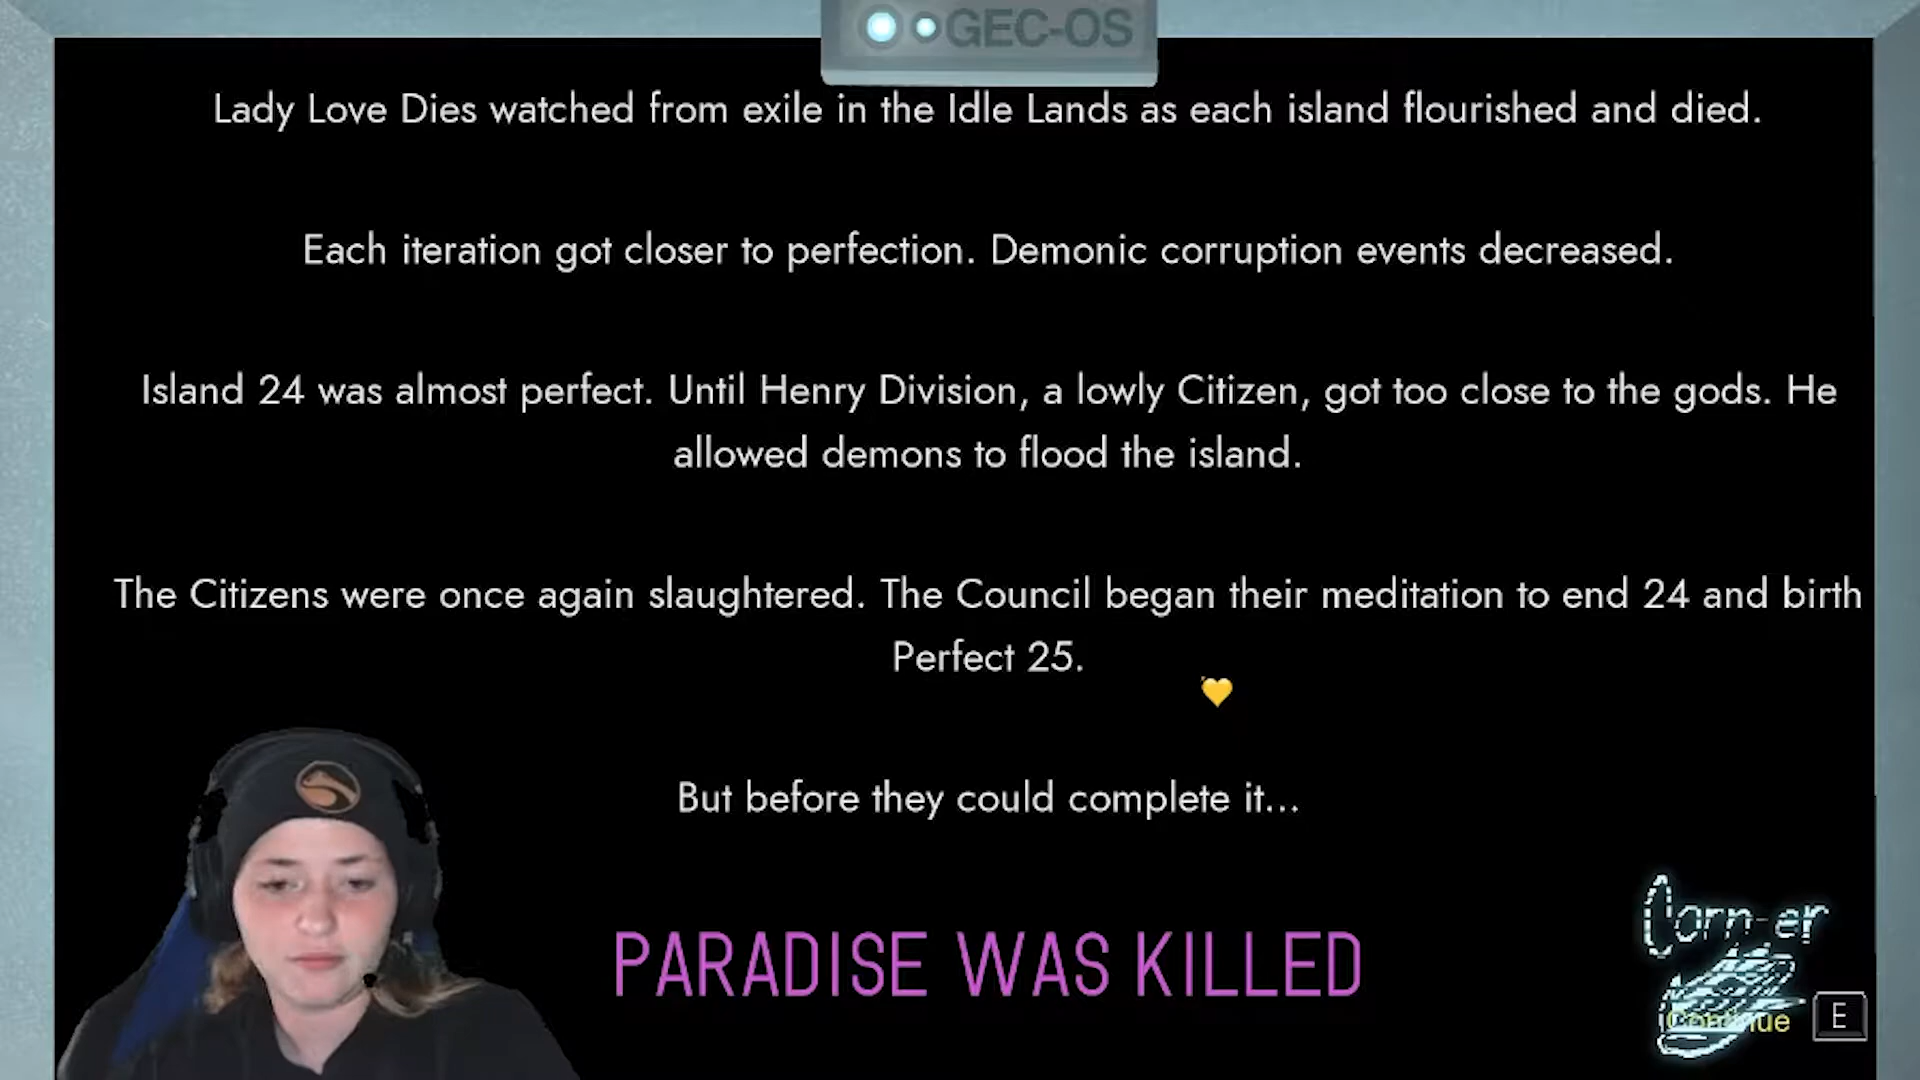 GEC-OS
Lady Love Dies watched from exile in the Idle Lands as each island flourished and died.
Each iteration got closer to perfection. Demonic corruption events decreased.
Island 24 was almost perfect. Until Henry Division, a lowly Citizen, got too close to the gods. He
allowed demons to flood the island.
The Citizens were once again slaughtered. The Council began their meditation to end 24 and birth
Perfect 25.
But before they could complete it...
PARADISE WAS KILLED
Corn-er
Continue E